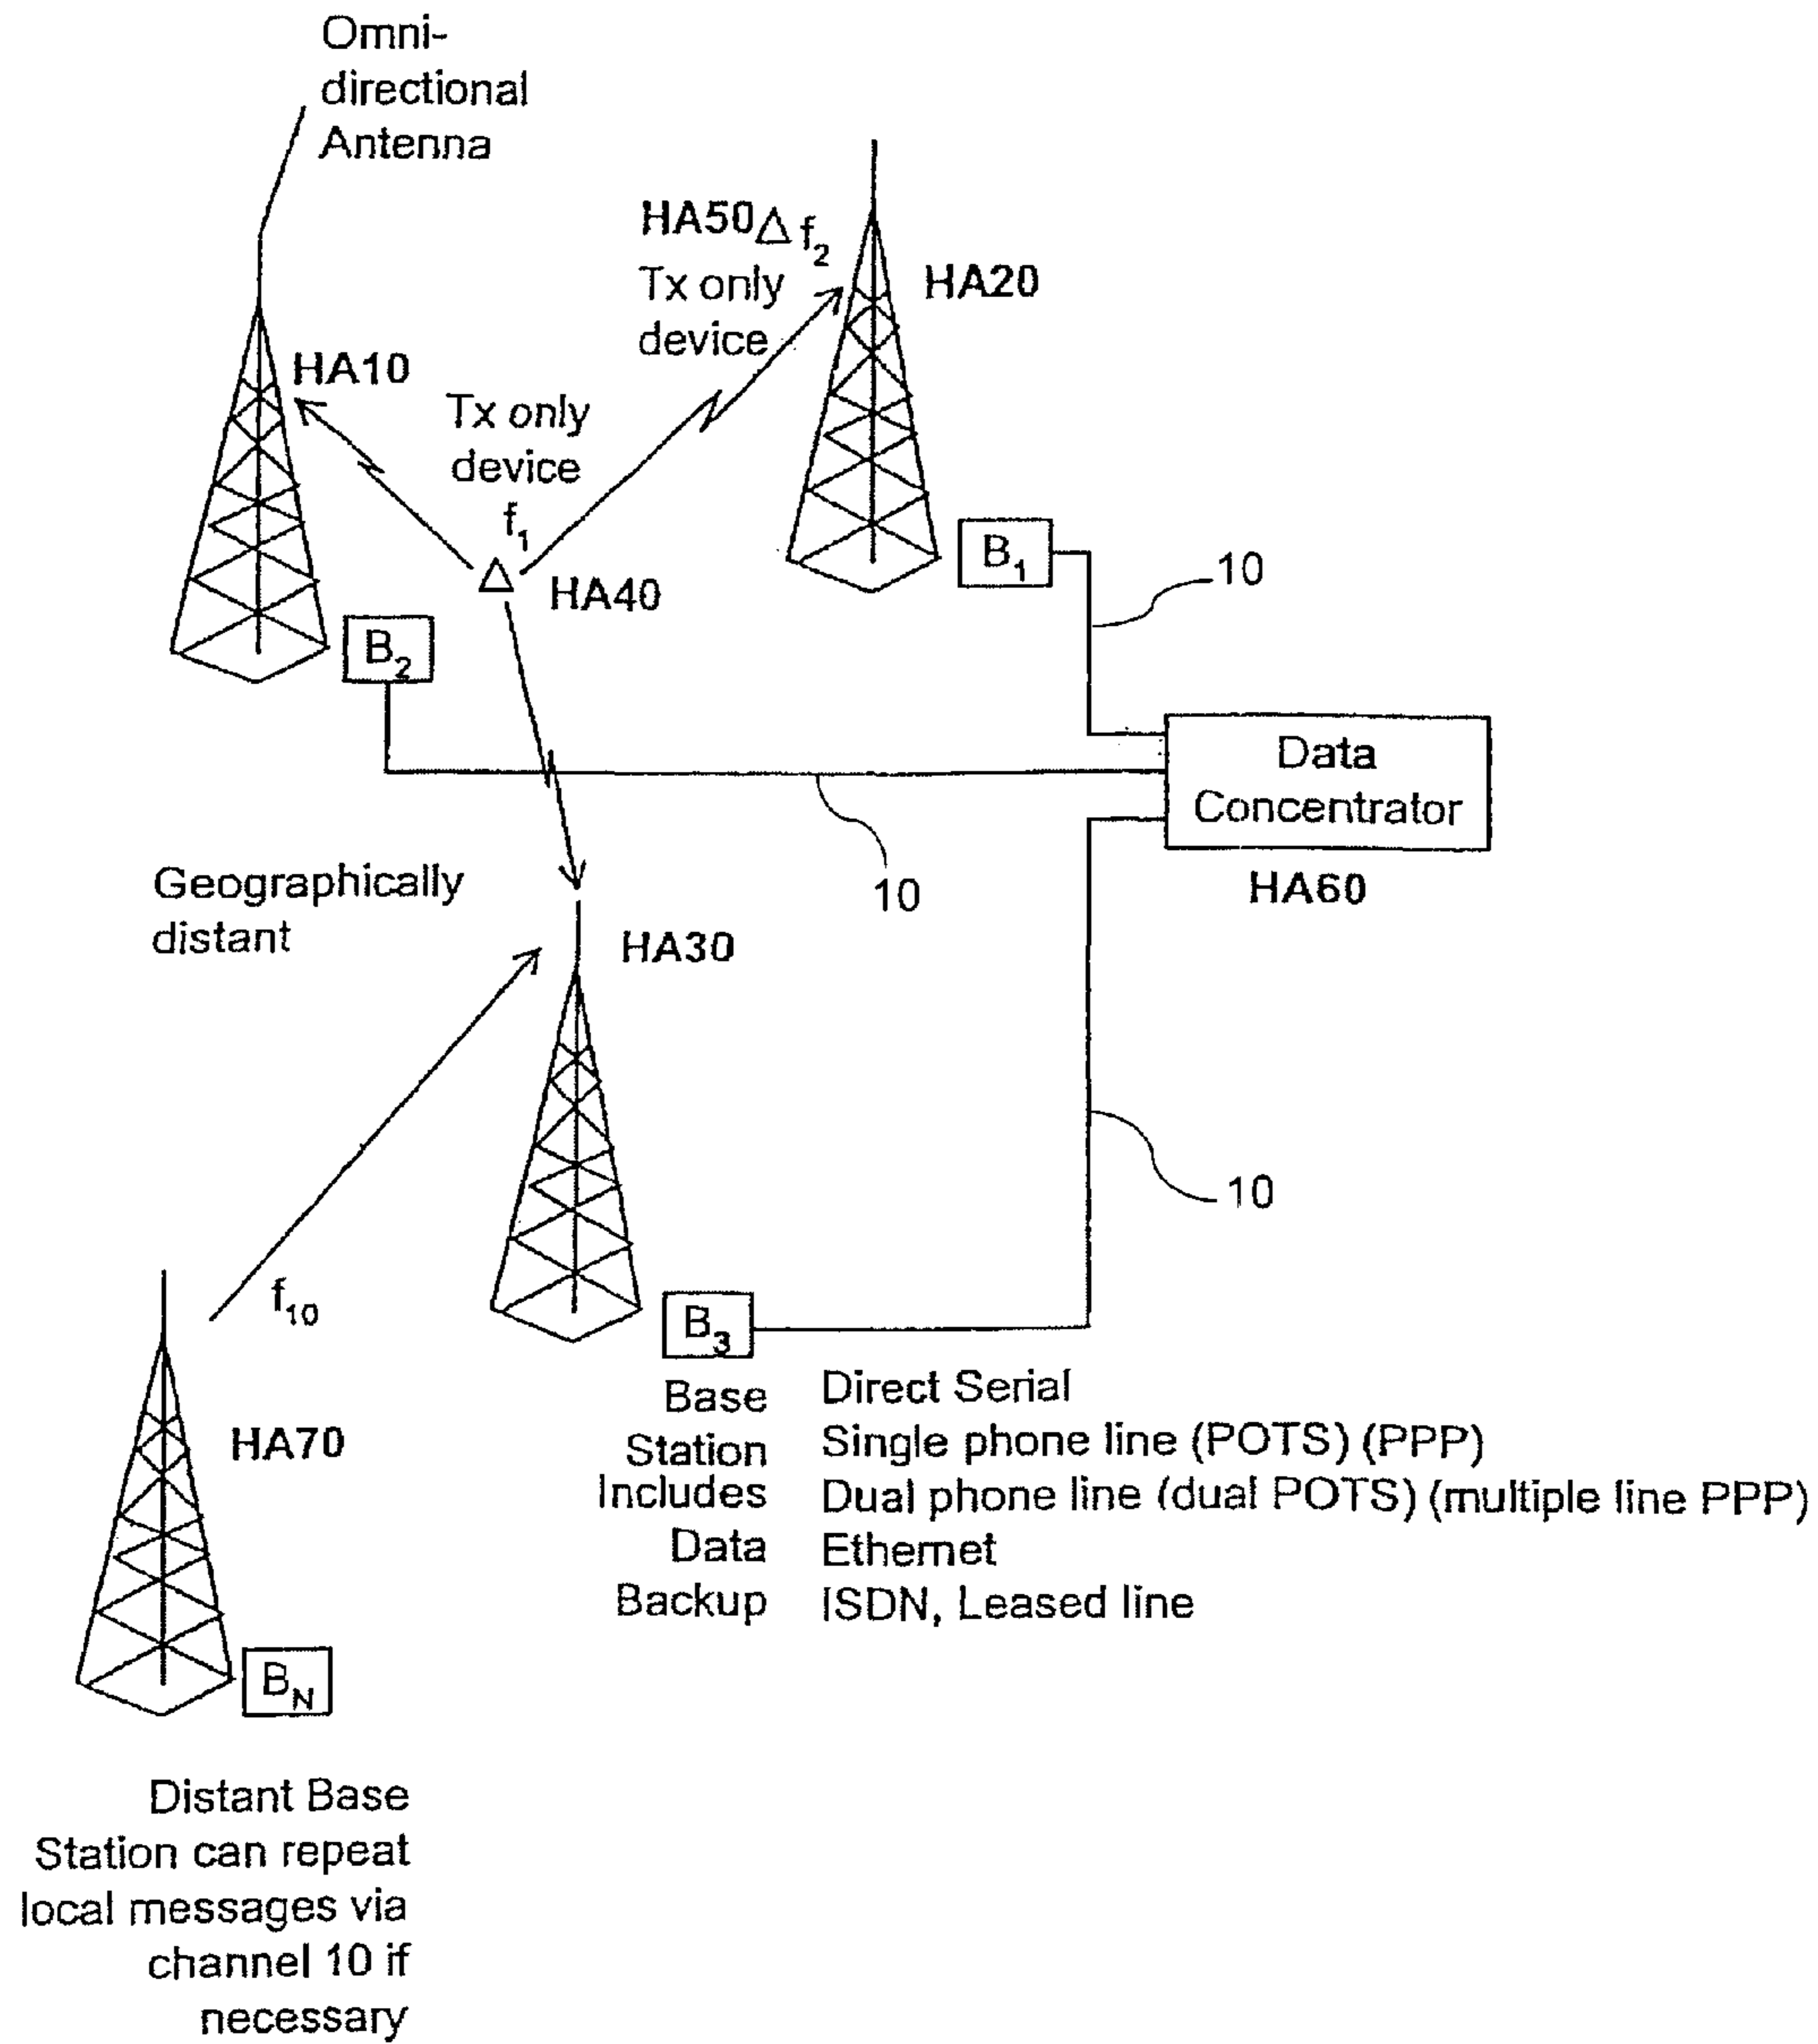 Omni-
directional
Antenna
HA50 f2
Tx only
device
HA20
HA10
Tx only
device
f1
HA40
B1
10
B2
Data
Concentrator
HA60
10
Geographically
distant
HA30
10
f10
B3
HA70
Base
Station
Includes
Data
Backup
Direct Serial
Single phone line (POTS) (PPP)
Dual phone line (dual POTS) (multiple line PPP)
Ethernet
ISDN, Leased line
BN
Distant Base
Station can repeat
local messages via
channel 10 if
necessary